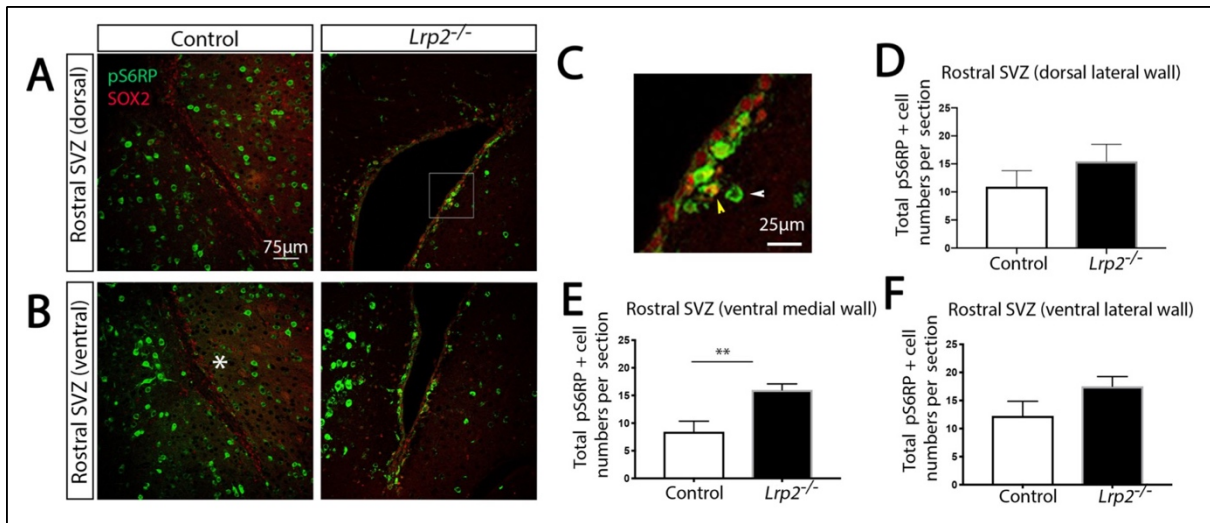 Control
Lrp2-/-
A
Rostral SVZ (dorsal)
pS6RP
SOX2
75µm
B
Rostral SVZ (ventral)
*
C
25µm
D
Rostral SVZ (dorsal lateral wall)
Total pS6RP + cell
numbers per section
25
20
15
10
5
0
Control
Lrp2-/-
E
Rostral SVZ (ventral medial wall)
Total pS6RP + cell
numbers per section
25
20
15
10
5
0
**
Control
Lrp2-/-
F
Rostral SVZ (ventral lateral wall)
Total pS6RP + cell
numbers per section
25
20
15
10
5
0
Control
Lrp2-/-